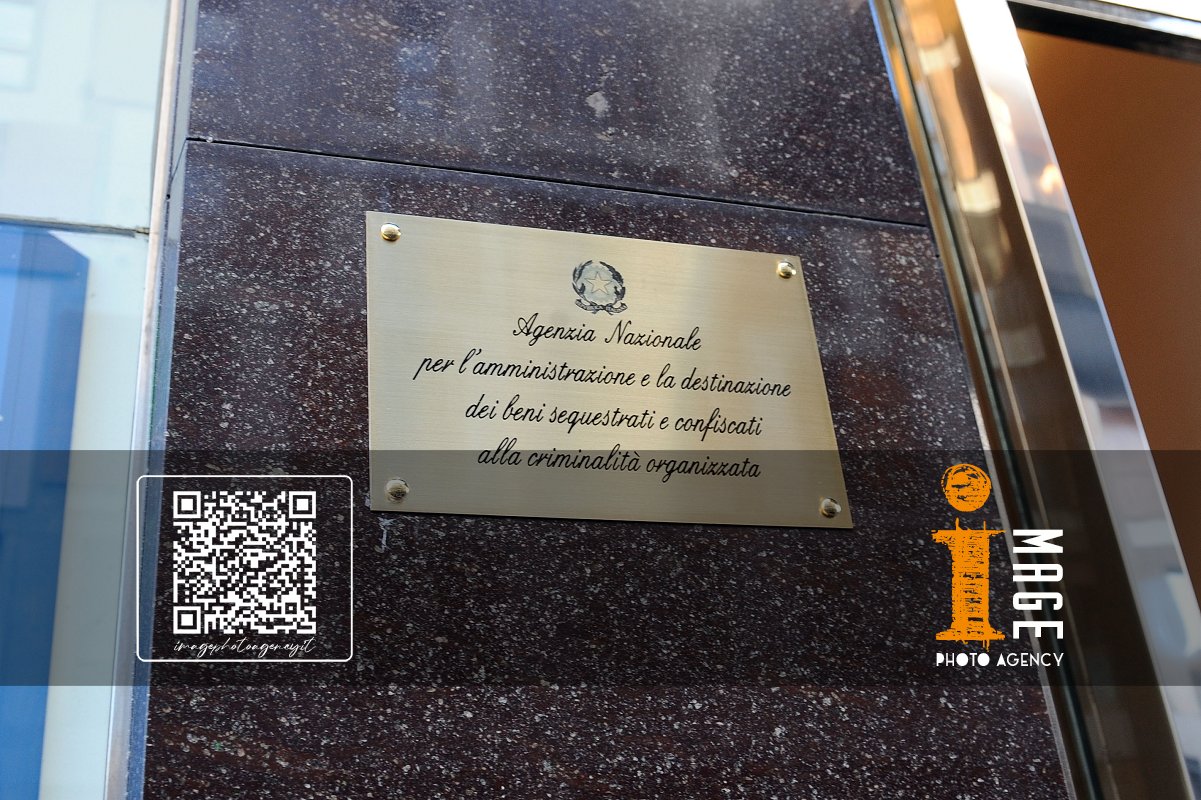 Agenzia Nazionale
per l'amministrazione e la destinazione
dei beni sequestrati e confiscati
alla criminalità organizzata
imagephotoagency.it
iMAGE
PHOTO AGENCY